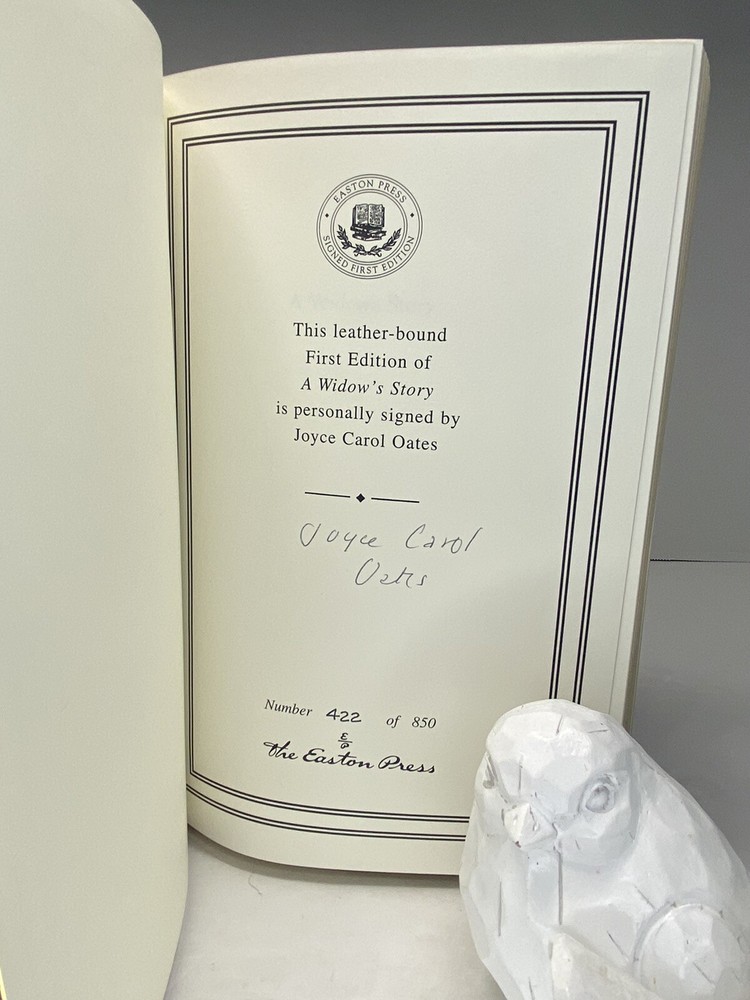 EASTON PRESS
SIGNED FIRST EDITION
This leather-bound
First Edition of
A Widow's Story
is personally signed by
Joyce Carol Oates
Joyce Carol
Oates
Number 422 of 850
E
P
The Easton Press